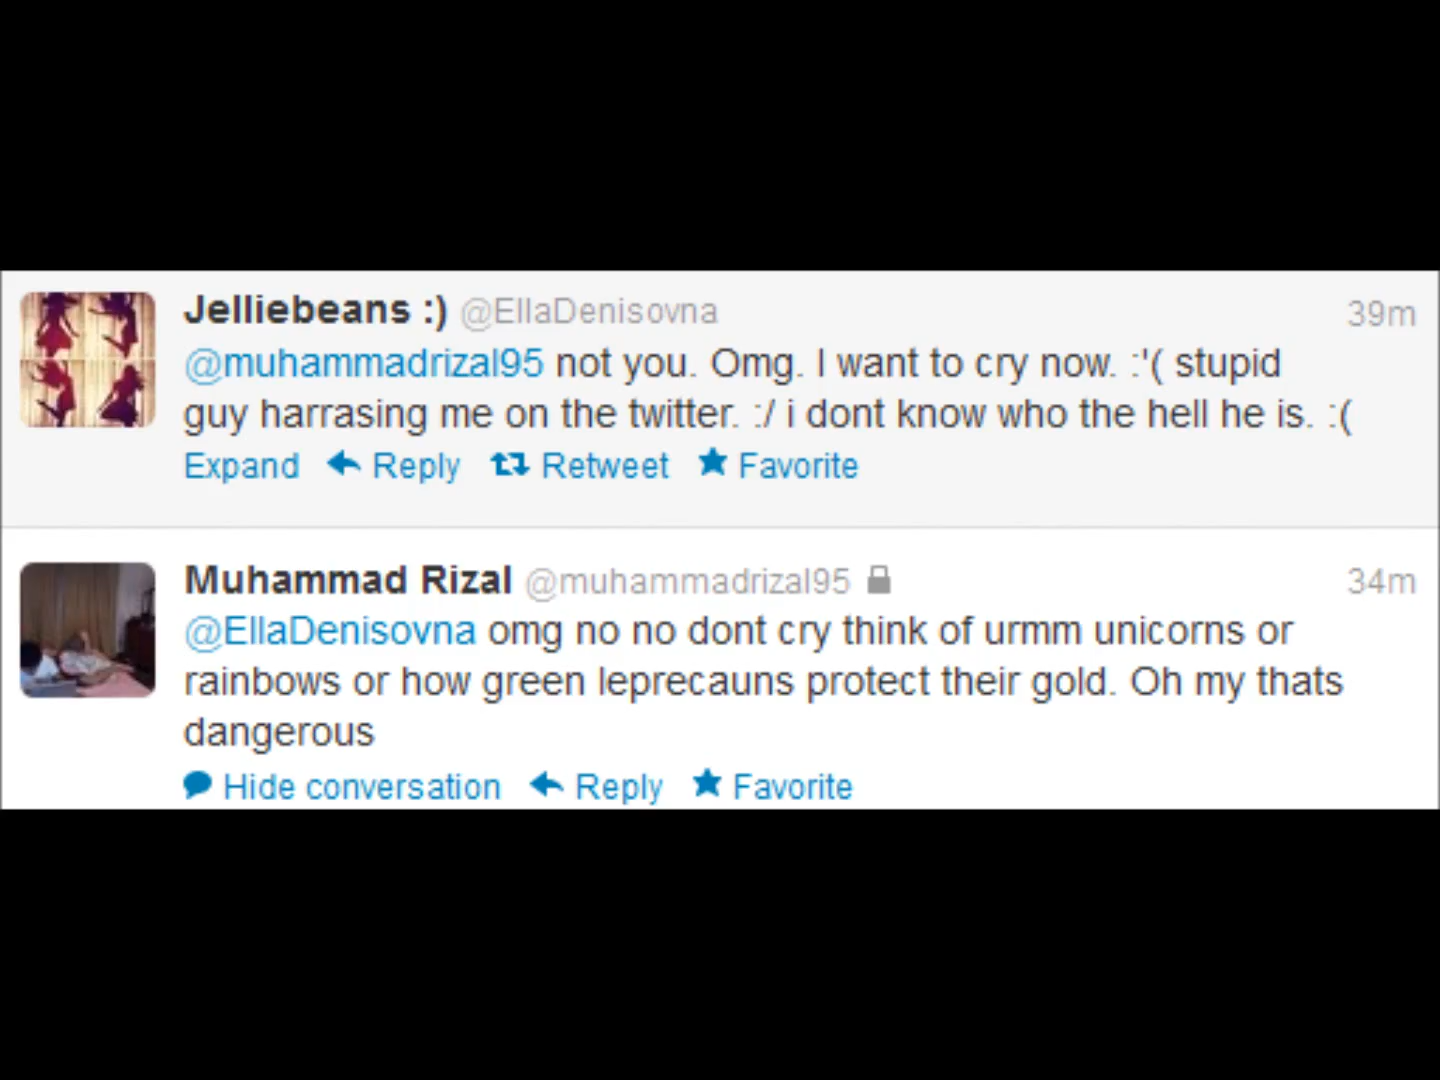 Jelliebeans :) @EllaDenisovna 39m
@muhammadrizal95 not you. Omg. I want to cry now. :'( stupid
guy harrasing me on the twitter. :/ i dont know who the hell he is. :(
Expand Reply Retweet Favorite
Muhammad Rizal @muhammadrizal95 34m
@EllaDenisovna omg no no dont cry think of urmm unicorns or
rainbows or how green leprecauns protect their gold. Oh my thats
dangerous
Hide conversation Reply Favorite